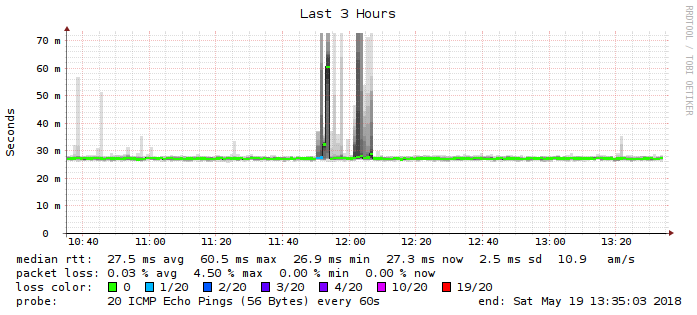 Last 3 Hours
RRDTOOL / TOBI OETIKER
Seconds
70 m
60 m
50 m
40 m
30 m
20 m
10 m
0
10:40 11:00 11:20 11:40 12:00 12:20 12:40 13:00 13:20
median rtt: 27.5 ms avg 60.5 ms max 26.9 ms min 27.3 ms now 2.5 ms sd 10.9 am/s
packet loss: 0.03 % avg 4.50 % max 0.00 % min 0.00 % now
loss color: 0 1/20 2/20 3/20 4/20 10/20 19/20
probe: 20 ICMP Echo Pings (56 Bytes) every 60s end: Sat May 19 13:35:03 2018